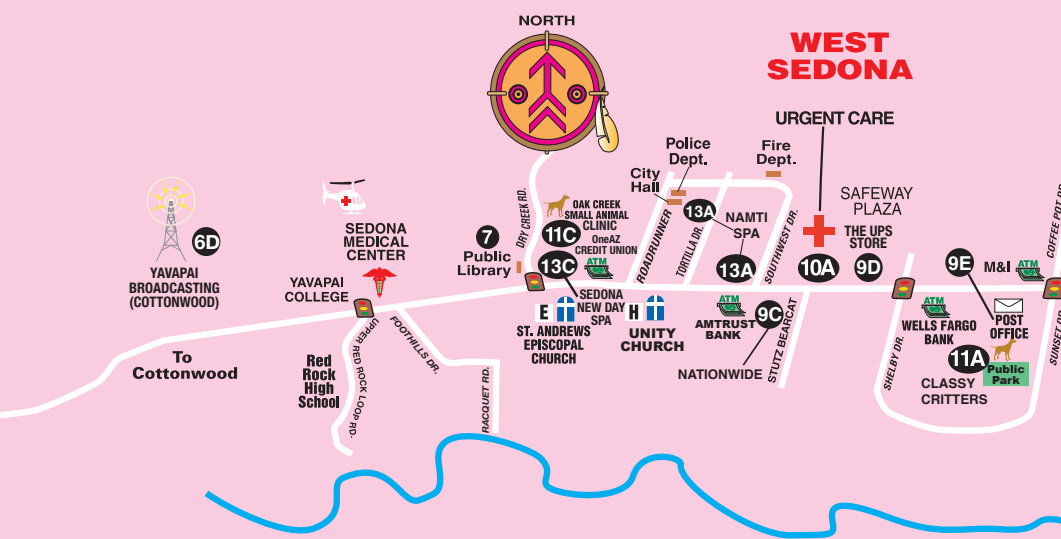 NORTH
WEST
SEDONA
URGENT CARE
Police
Dept.
Fire
Dept.
City
Hall
SAFEWAY
PLAZA
THE UPS
STORE
6D
YAVAPAI
BROADCASTING
(COTTONWOOD)
SEDONA
MEDICAL
CENTER
YAVAPAI
COLLEGE
7
Public
Library
DRY CREEK RD.
OAK CREEK
SMALL ANIMAL
CLINIC
11C
OneAZ
CREDIT UNION
ATM
13C
SEDONA
NEW DAY
SPA
E
ST. ANDREWS
EPISCOPAL
CHURCH
H
UNITY
CHURCH
ROADRUNNER
TORTILLA DR.
SOUTHWEST DR.
13A
NAMTI
SPA
13A
10A
9D
9E
M&I
ATM
COFFEE POT DR
ATM
AMTRUST
BANK
9C
NATIONWIDE
STUTZ BEARCAT
SHELBY DR.
ATM
WELLS FARGO
BANK
POST
OFFICE
11A
Public
Park
CLASSY
CRITTERS
SUNSET DR
To
Cottonwood
Red
Rock
High
School
UPPER RED ROCK LOOP RD.
FOOTHILLS DR.
RACQUET RD.